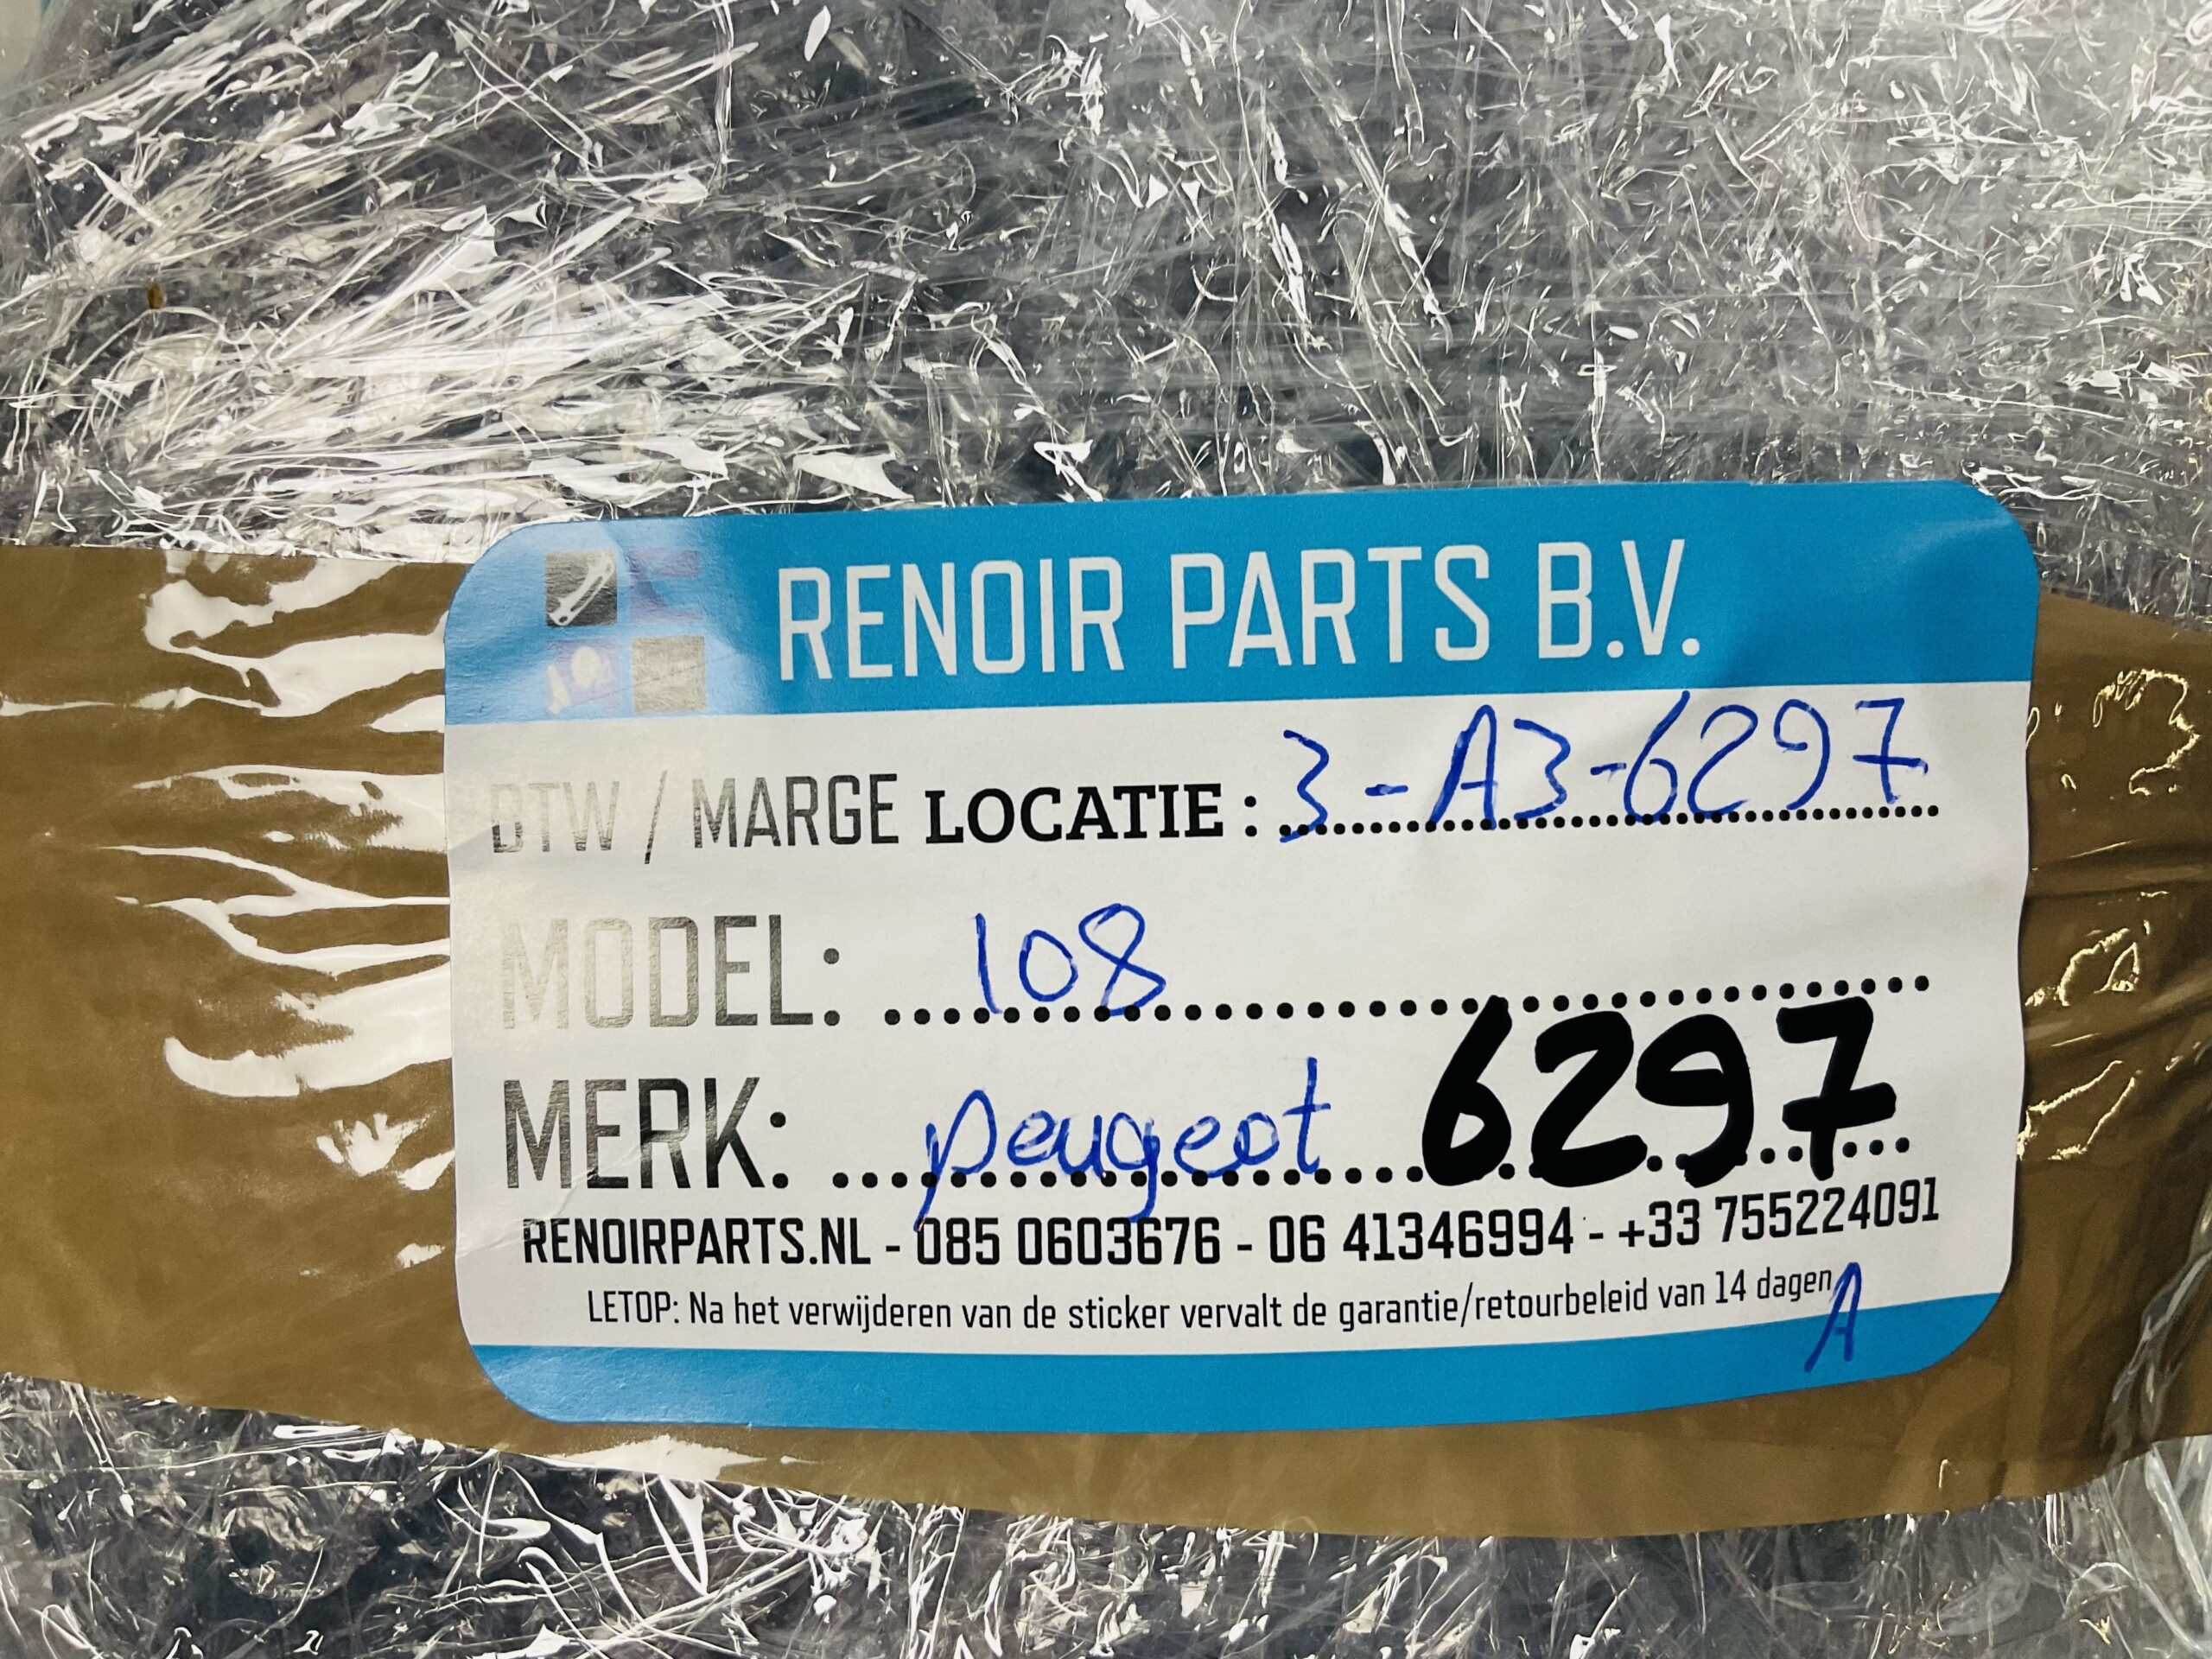 RENOIR PARTS B.V.
BTW / MARGE LOCATIE : 3-A3-6297
MODEL: 108
MERK: peugeot 6297
RENOIRPARTS.NL - 085 0603676 - 06 41346994 - +33 755224091
LETOP: Na het verwijderen van de sticker vervalt de garantie/retourbeleid van 14 dagen
A